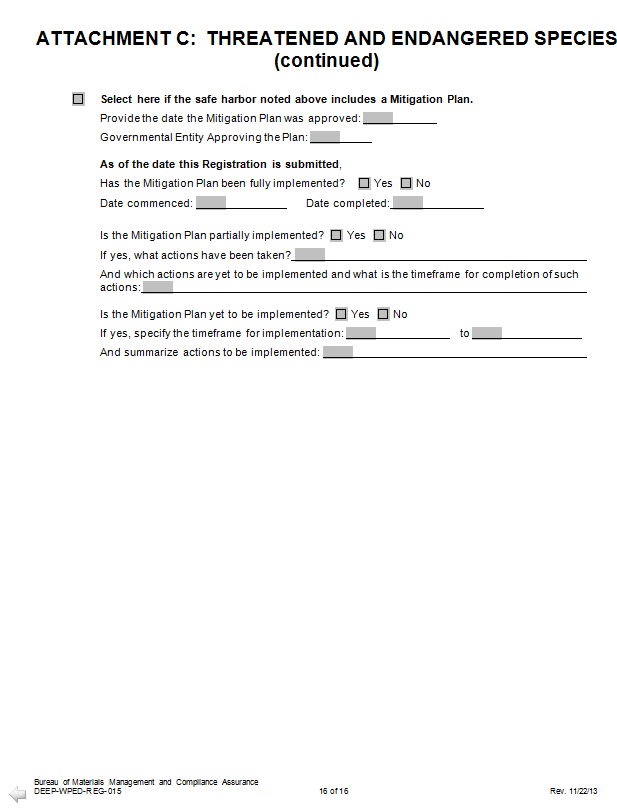 ATTACHMENT C: THREATENED AND ENDANGERED SPECIES
(continued)
Select here if the safe harbor noted above includes a Mitigation Plan.
Provide the date the Mitigation Plan was approved:
Governmental Entity Approving the Plan:
As of the date this Registration is submitted,
Has the Mitigation Plan been fully implemented? Yes No
Date commenced: Date completed:
Is the Mitigation Plan partially implemented? Yes No
If yes, what actions have been taken?
And which actions are yet to be implemented and what is the timeframe for completion of such
actions:
Is the Mitigation Plan yet to be implemented? Yes No
If yes, specify the timeframe for implementation: to
And summarize actions to be implemented:
Bureau of Materials Management and Compliance Assurance
DEEP-WPED-REG-015 16 of 16 Rev. 11/22/13